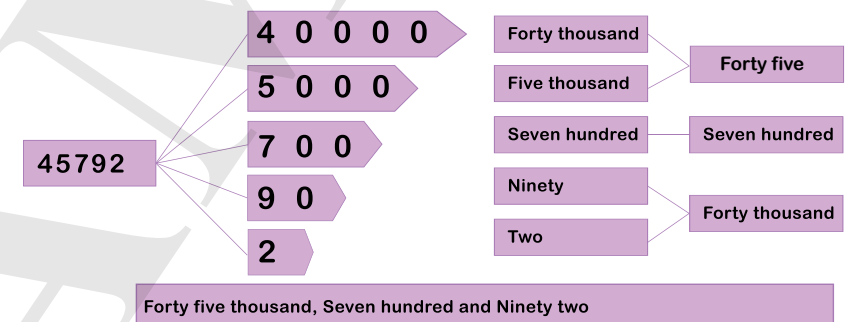 45792
4 0 0 0 0
5 0 0 0
7 0 0
9 0
2
Forty thousand
Five thousand
Seven hundred
Ninety
Two
Forty five
Seven hundred
Forty thousand
Forty five thousand, Seven hundred and Ninety two